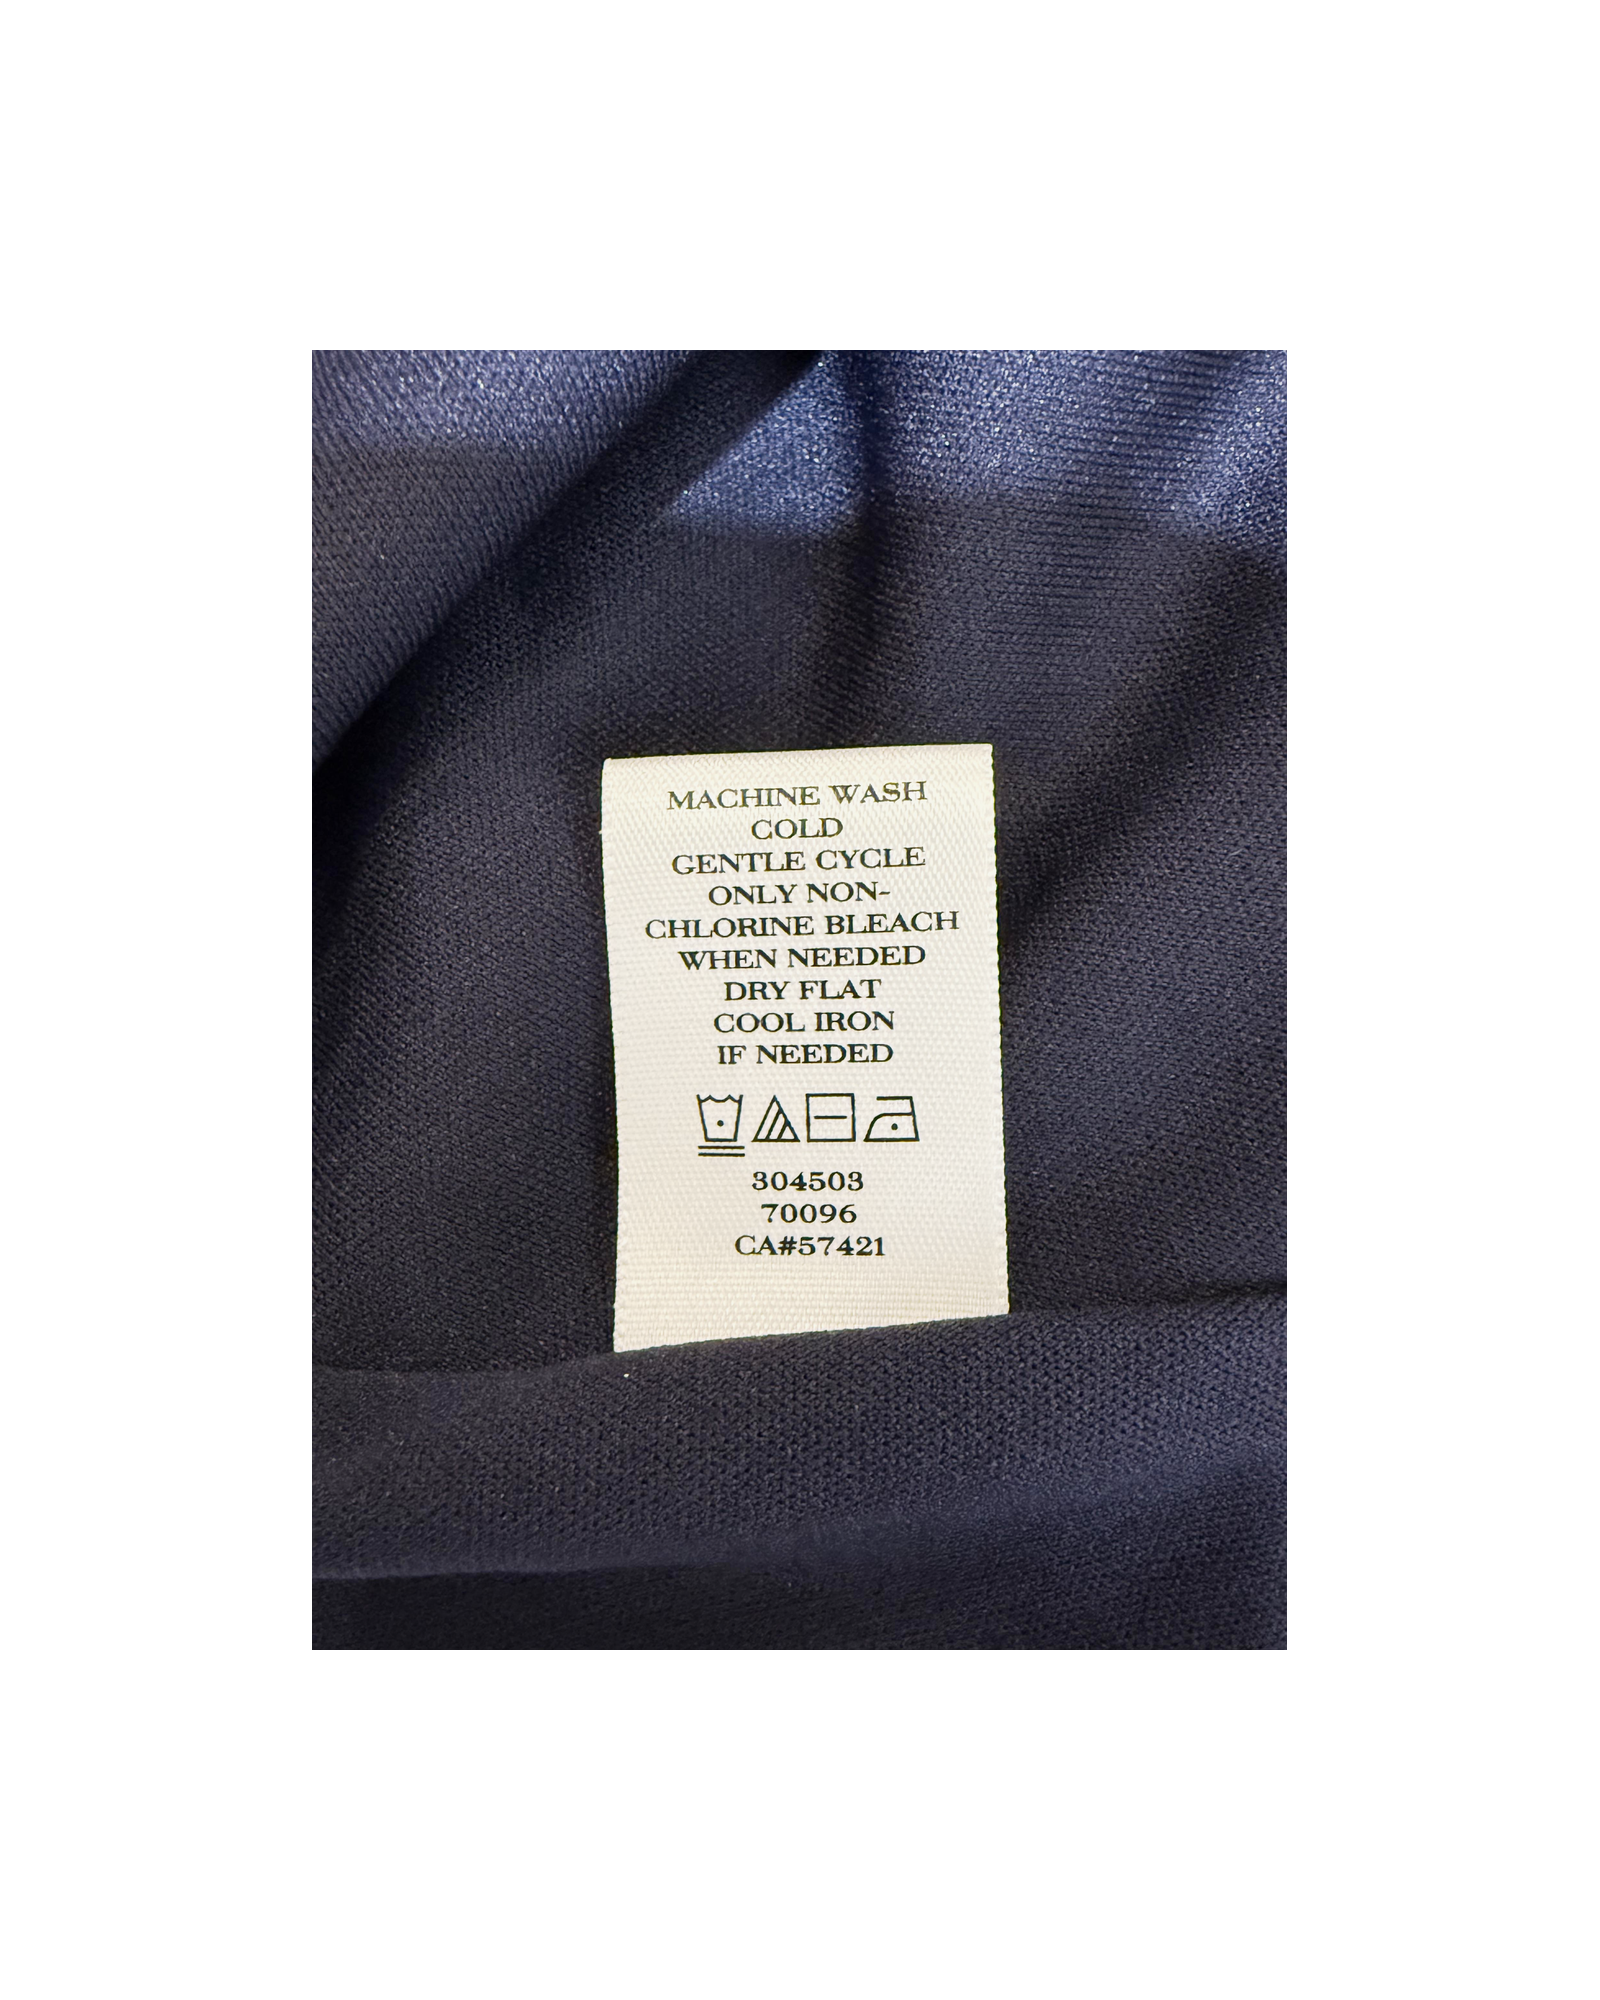 MACHINE WASH
COLD
GENTLE CYCLE
ONLY NON-
CHLORINE BLEACH
WHEN NEEDED
DRY FLAT
COOL IRON
IF NEEDED
304503
70096
CA#57421